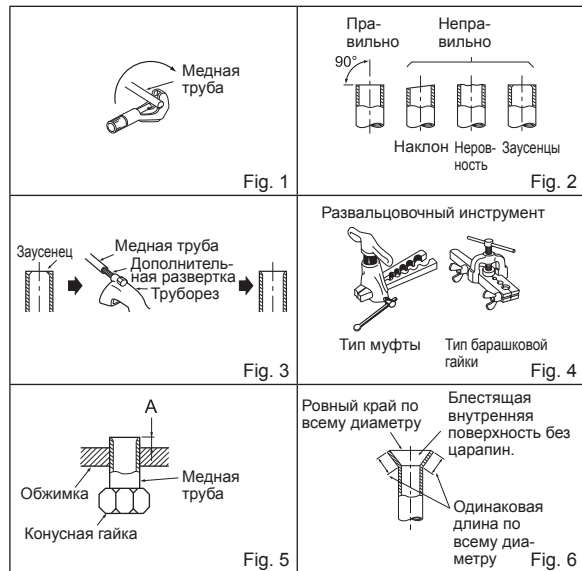 Медная
труба
Fig. 1
Пра-
вильно
Непра-
вильно
90°
Наклон
Неров-
ность
Заусенцы
Fig. 2
Заусенец
Медная труба
Дополнитель-
ная развертка
Труборез
Fig. 3
Развальцовочный инструмент
Тип муфты
Тип барашковой
гайки
Fig. 4
A
Обжимка
Медная
труба
Конусная гайка
Fig. 5
Ровный край по
всему диаметру
Блестящая
внутренняя
поверхность без
царапин.
Одинаковая
длина по
всему диа-
метру
Fig. 6